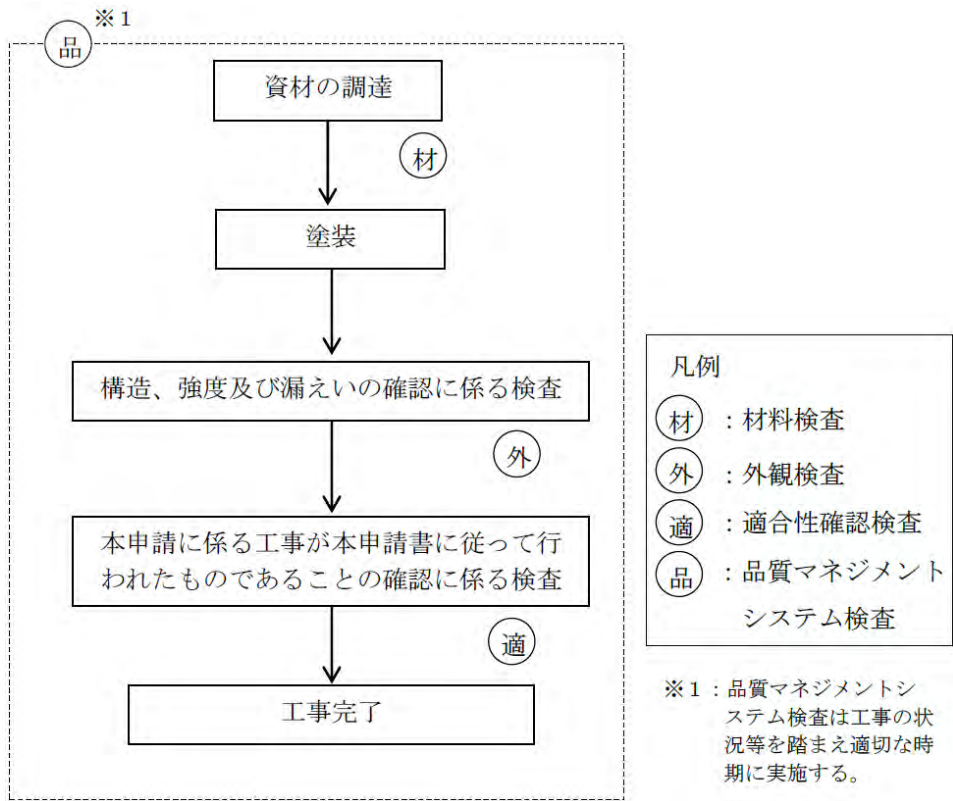 ※1
品
資材の調達
材
塗装
構造、強度及び漏えいの確認に係る検査
外
本申請に係る工事が本申請書に従って行
われたものであることの確認に係る検査
適
工事完了
凡例
材：材料検査
外：外観検査
適：適合性確認検査
品：品質マネジメント
システム検査
※1：品質マネジメントシ
ステム検査は工事の状
況等を踏まえ適切な時
期に実施する。